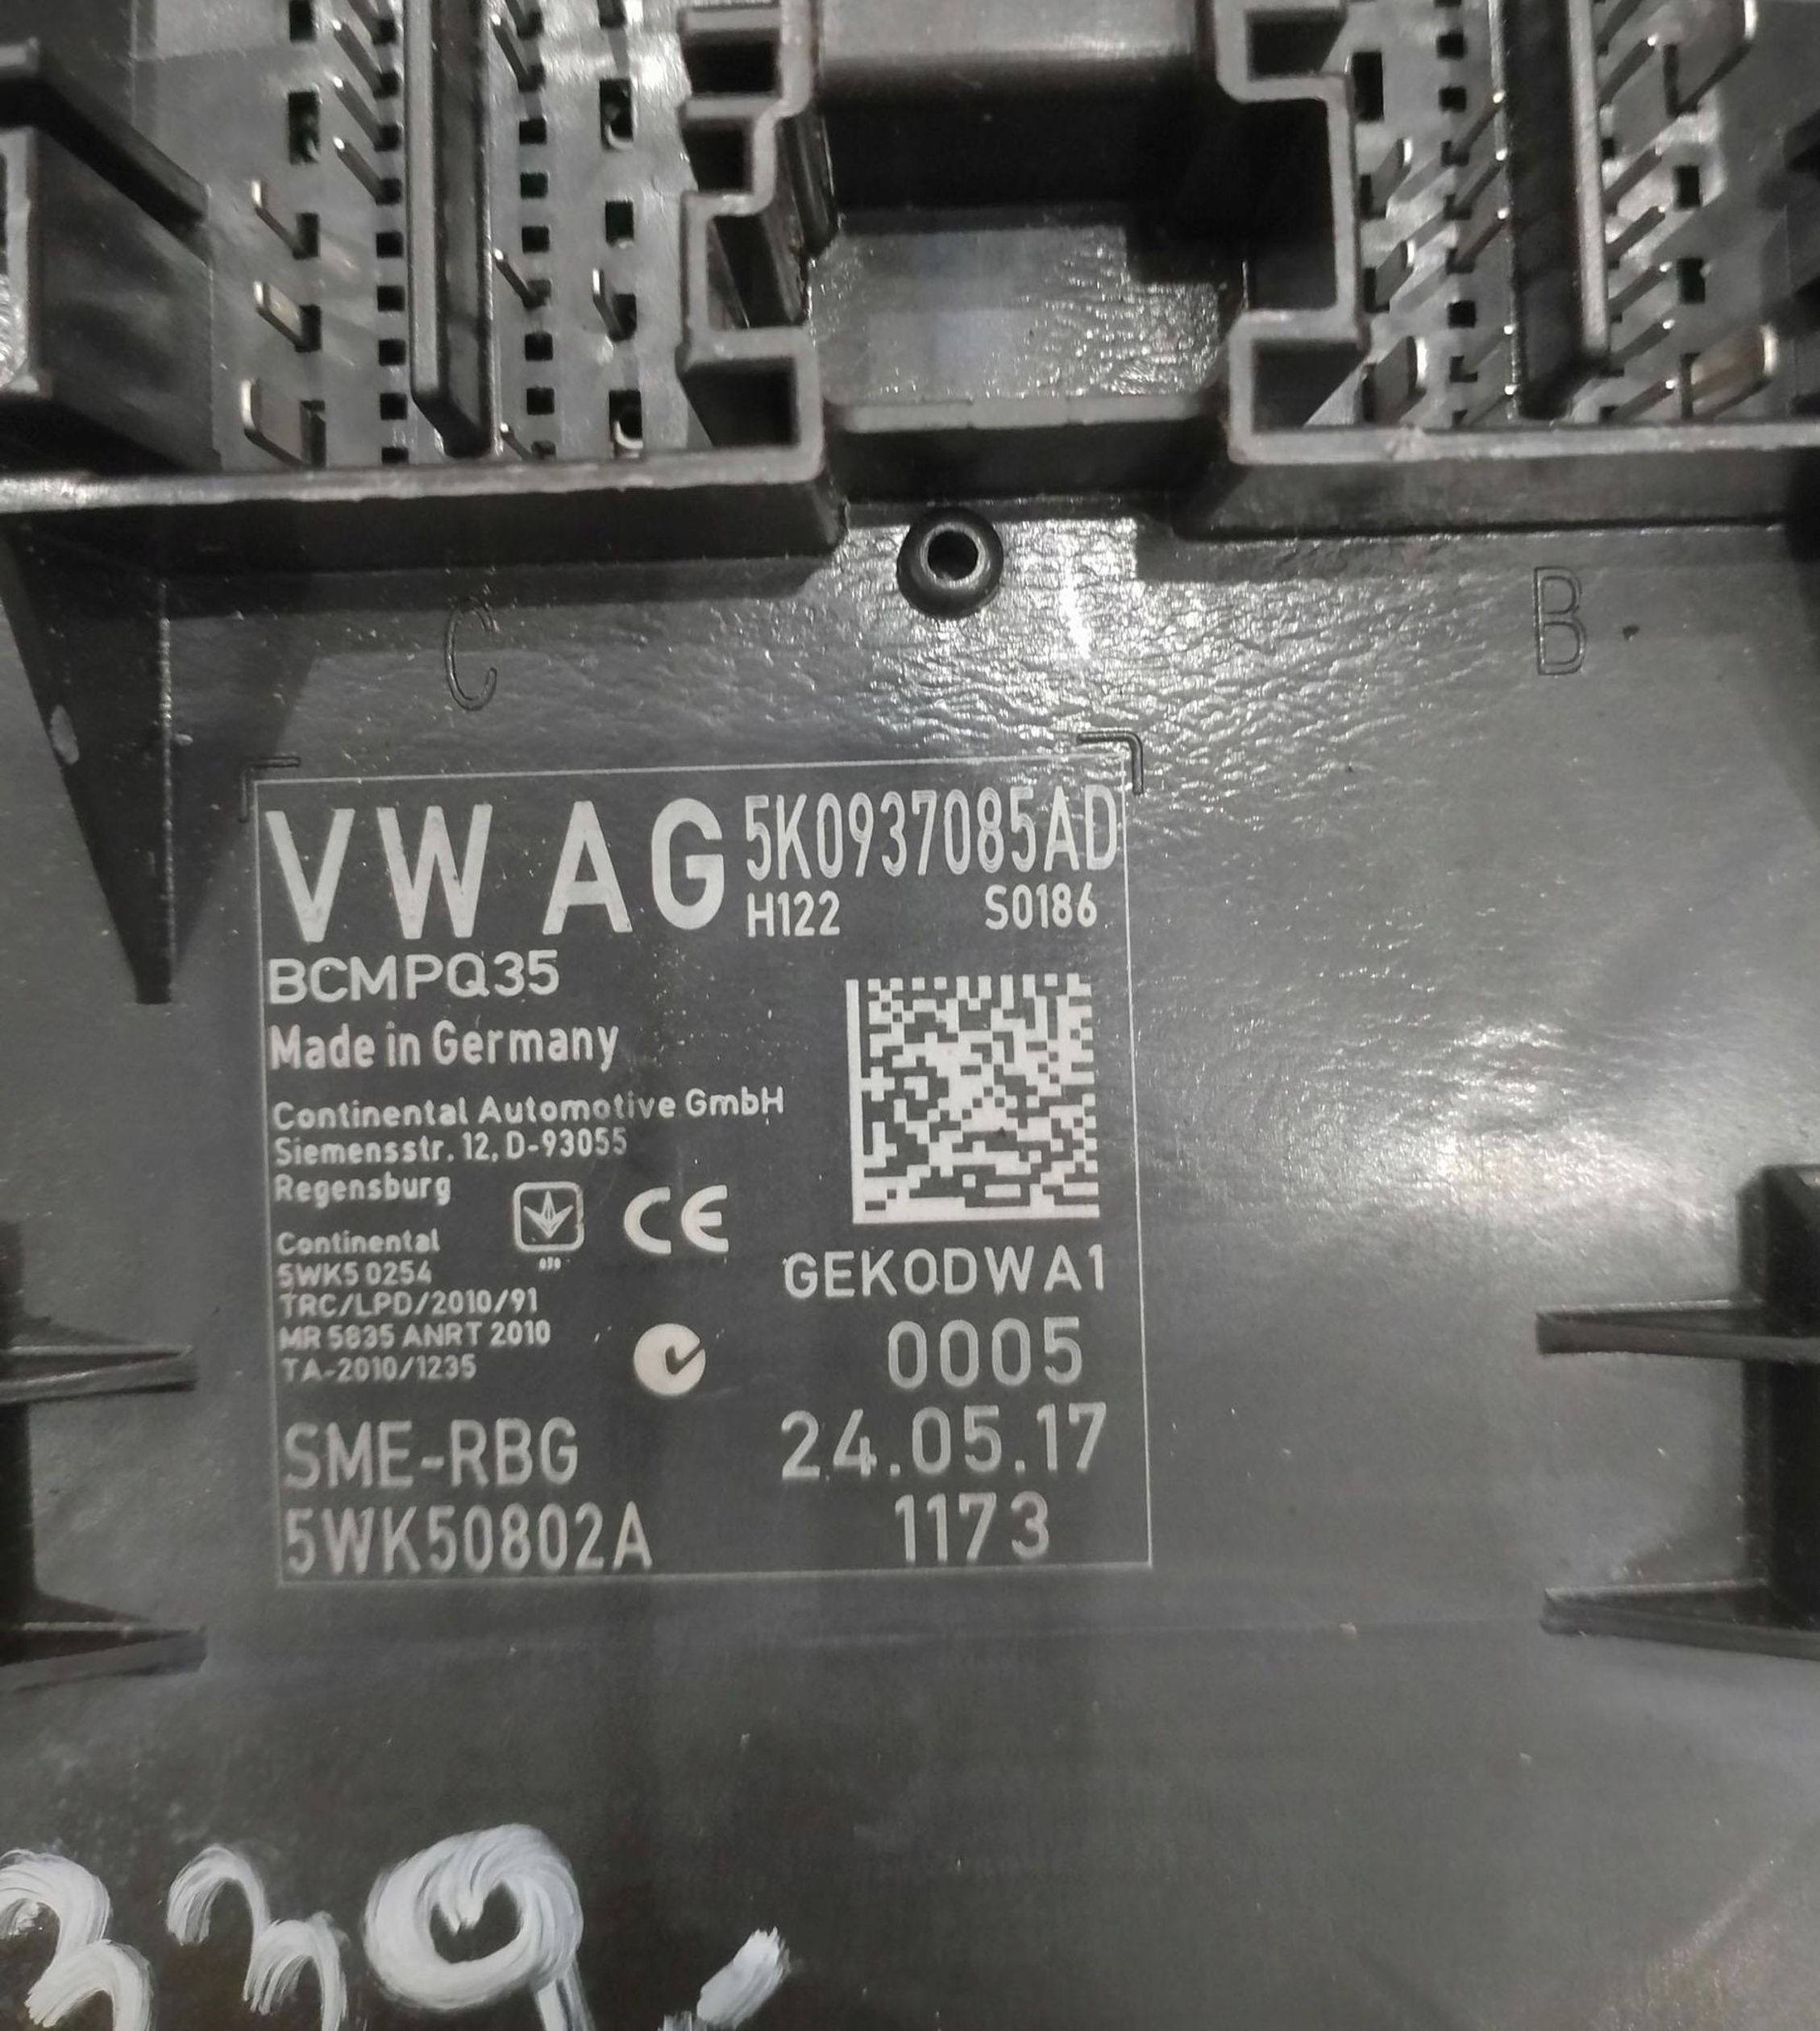 C
B
VW AG 5K0937085AD
H122 S0186
BCMPQ35
Made in Germany
Continental Automotive GmbH
Siemensstr. 12, D-93055
Regensburg
CE
Continental
5WK5 0254
TRC/LPD/2010/91
MR 5835 ANRT 2010
TA-2010/1235
GEKODWA1
0005
SME-RBG 24.05.17
5WK50802A 1173
339